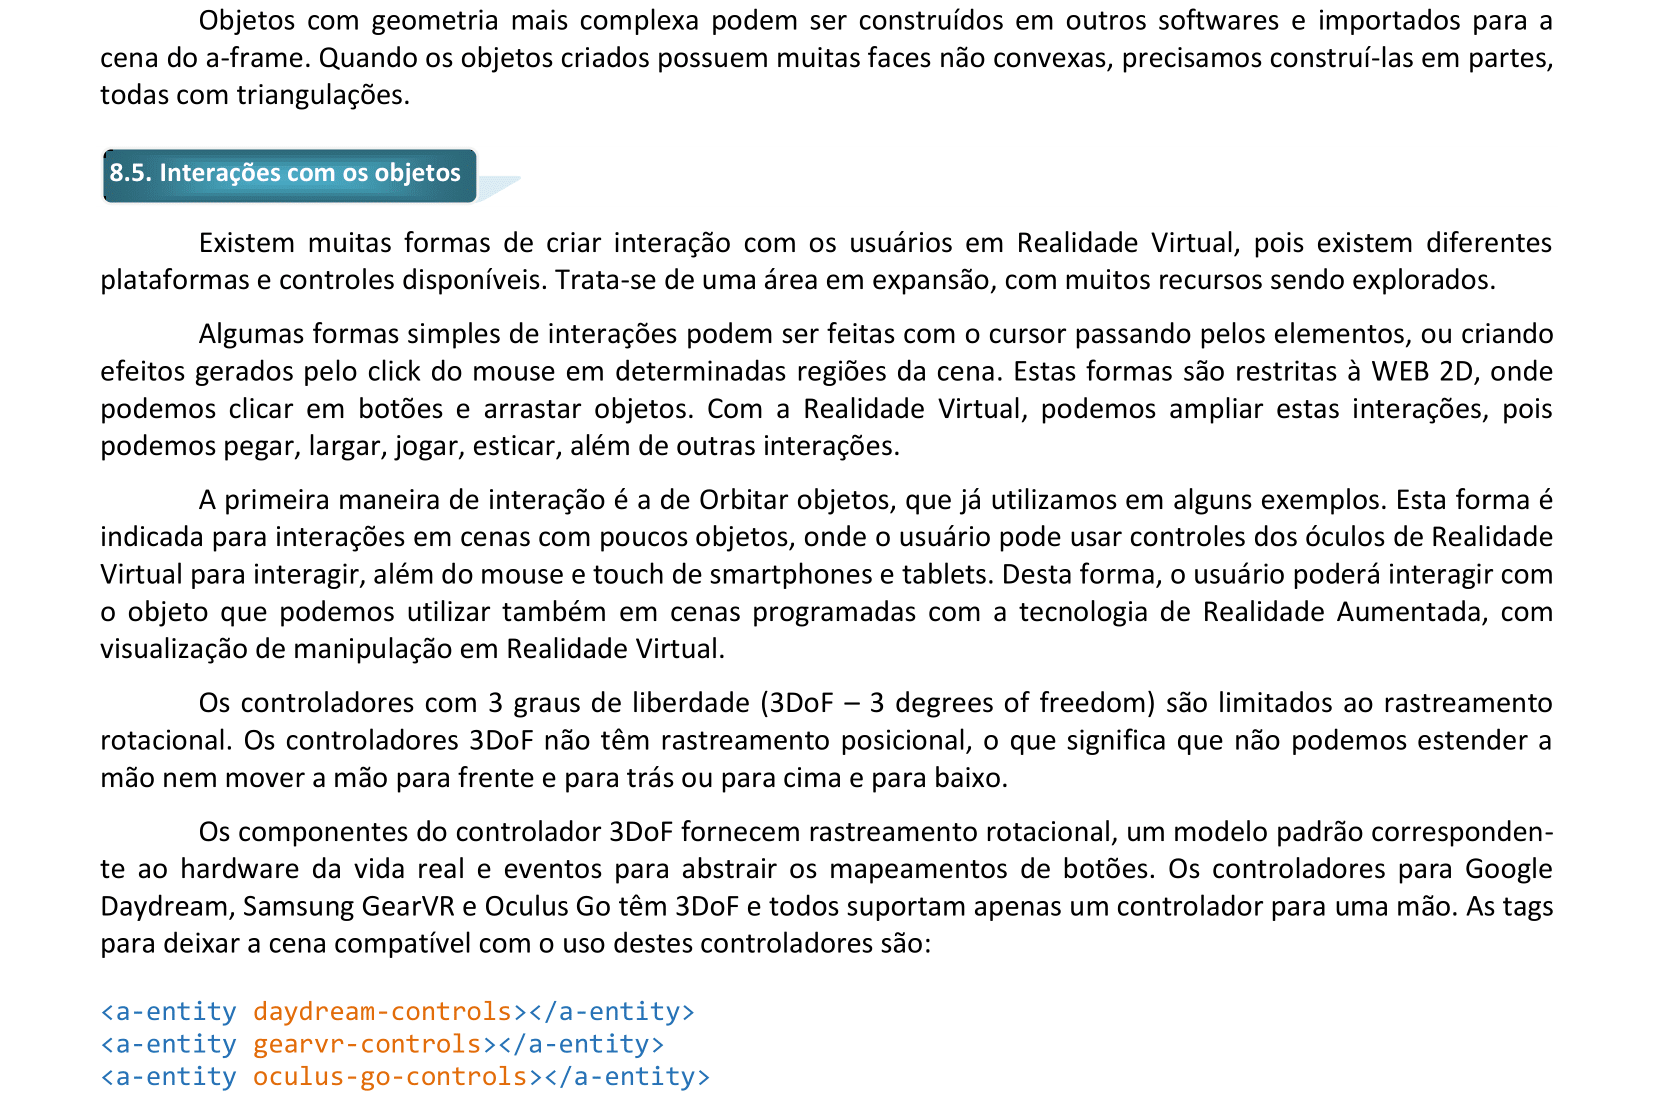 Objetos com geometria mais complexa podem ser construídos em outros softwares e importados para a
cena do a-frame. Quando os objetos criados possuem muitas faces não convexas, precisamos construí-las em partes,
todas com triangulações.
8.5. Interações com os objetos
Existem muitas formas de criar interação com os usuários em Realidade Virtual, pois existem diferentes
plataformas e controles disponíveis. Trata-se de uma área em expansão, com muitos recursos sendo explorados.
Algumas formas simples de interações podem ser feitas com o cursor passando pelos elementos, ou criando
efeitos gerados pelo click do mouse em determinadas regiões da cena. Estas formas são restritas à WEB 2D, onde
podemos clicar em botões e arrastar objetos. Com a Realidade Virtual, podemos ampliar estas interações, pois
podemos pegar, largar, jogar, esticar, além de outras interações.
A primeira maneira de interação é a de Orbitar objetos, que já utilizamos em alguns exemplos. Esta forma é
indicada para interações em cenas com poucos objetos, onde o usuário pode usar controles dos óculos de Realidade
Virtual para interagir, além do mouse e touch de smartphones e tablets. Desta forma, o usuário poderá interagir com
o objeto que podemos utilizar também em cenas programadas com a tecnologia de Realidade Aumentada, com
visualização de manipulação em Realidade Virtual.
Os controladores com 3 graus de liberdade (3DoF – 3 degrees of freedom) são limitados ao rastreamento
rotacional. Os controladores 3DoF não têm rastreamento posicional, o que significa que não podemos estender a
mão nem mover a mão para frente e para trás ou para cima e para baixo.
Os componentes do controlador 3DoF fornecem rastreamento rotacional, um modelo padrão corresponden-
te ao hardware da vida real e eventos para abstrair os mapeamentos de botões. Os controladores para Google
Daydream, Samsung GearVR e Oculus Go têm 3DoF e todos suportam apenas um controlador para uma mão. As tags
para deixar a cena compatível com o uso destes controladores são:
<a-entity daydream-controls></a-entity>
<a-entity gearvr-controls></a-entity>
<a-entity oculus-go-controls></a-entity>